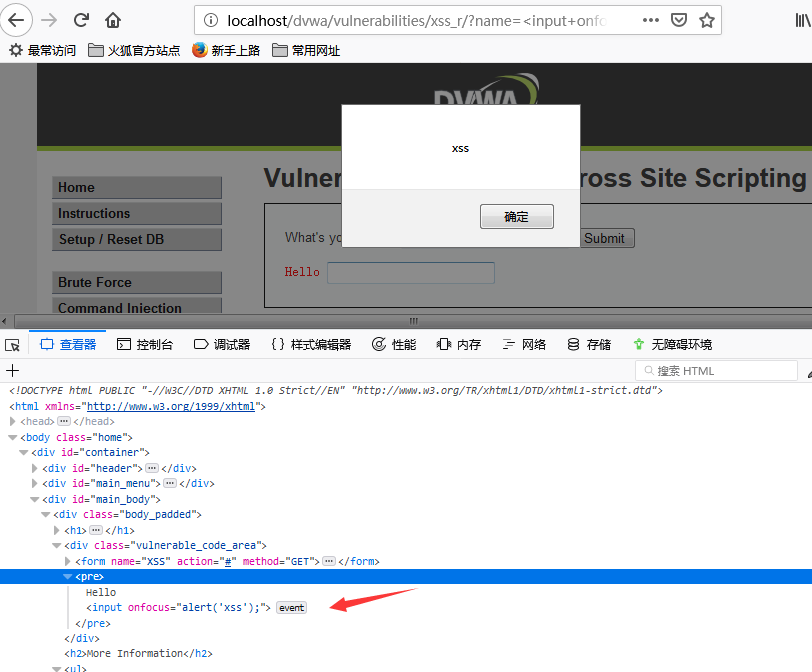 localhost/dvwa/vulnerabilities/xss_r/?name=<input+onfo
最常访问 火狐官方站点 新手上路 常用网址
DVWA
xss
确定
Home
Instructions
Setup / Reset DB
Brute Force
Command Injection
Vulner ross Site Scripting
What's yo Submit
Hello
查看器 控制台 调试器 {} 样式编辑器 性能 内存 网络 存储 无障碍环境
+ 搜索 HTML
<!DOCTYPE html PUBLIC "-//W3C//DTD XHTML 1.0 Strict//EN" "http://www.w3.org/TR/xhtml1/DTD/xhtml1-strict.dtd">
<html xmlns="http://www.w3.org/1999/xhtml">
<head>···</head>
<body class="home">
<div id="container">
<div id="header">···</div>
<div id="main_menu">···</div>
<div id="main_body">
<div class="body_padded">
<h1>···</h1>
<div class="vulnerable_code_area">
<form name="XSS" action="#" method="GET">···</form>
<pre>
Hello
<input onfocus="alert('xss');"> event
</pre>
</div>
<h2>More Information</h2>
<ul>